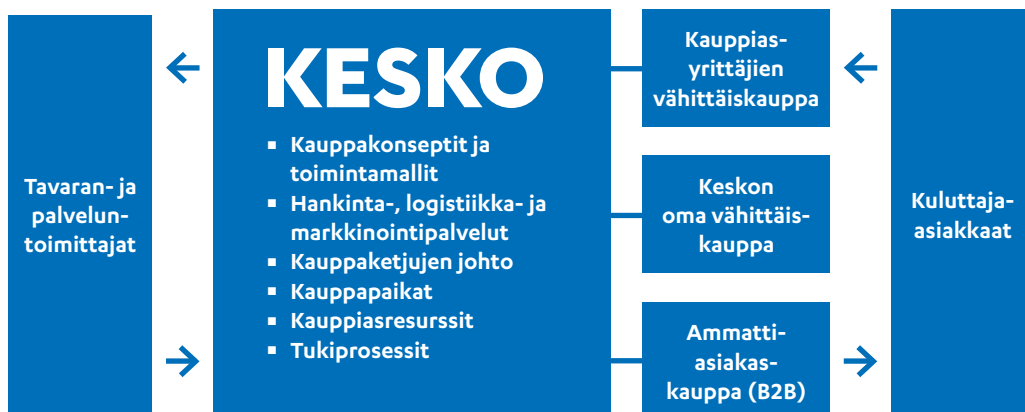 Tavaran- ja
palvelun-
toimittajat
KESKO
▪ Kauppakonseptit ja
toimintamallit
▪ Hankinta-, logistiikka- ja
markkinointipalvelut
▪ Kauppaketjujen johto
▪ Kauppapaikat
▪ Kauppiasresurssit
▪ Tukiprosessit
Kauppias-
yrittäjien
vähittäiskauppa
Keskon
oma vähittäis-
kauppa
Ammatti-
asiakas-
kauppa (B2B)
Kuluttaja-
asiakkaat